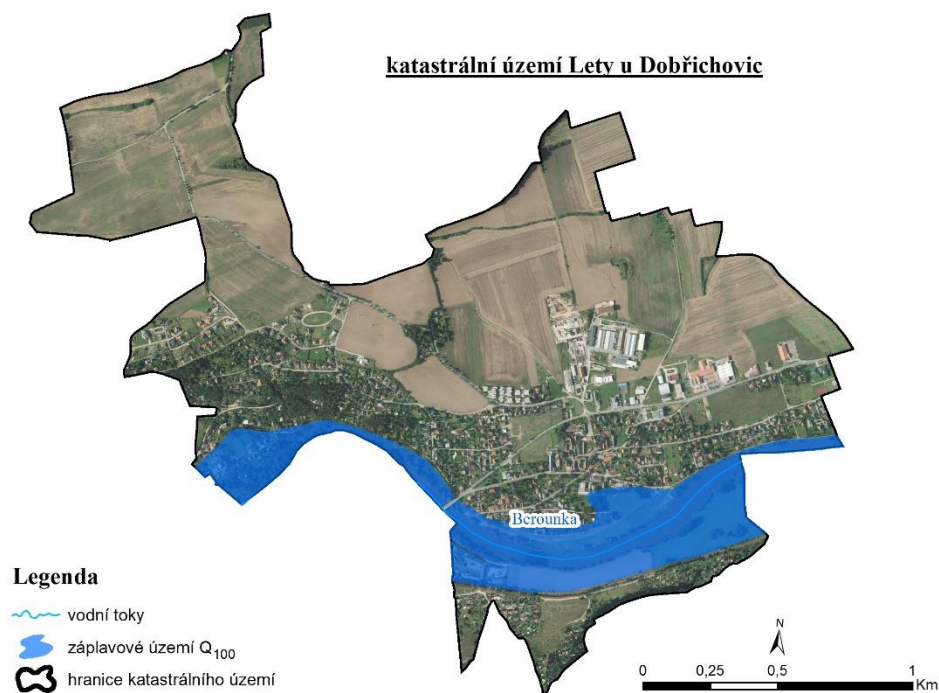 katastrální území Lety u Dobřichovic
Berounka
Legenda
vodní toky
záplavové území Q100
hranice katastrálního území
N
0 0,25 0,5 1
Km